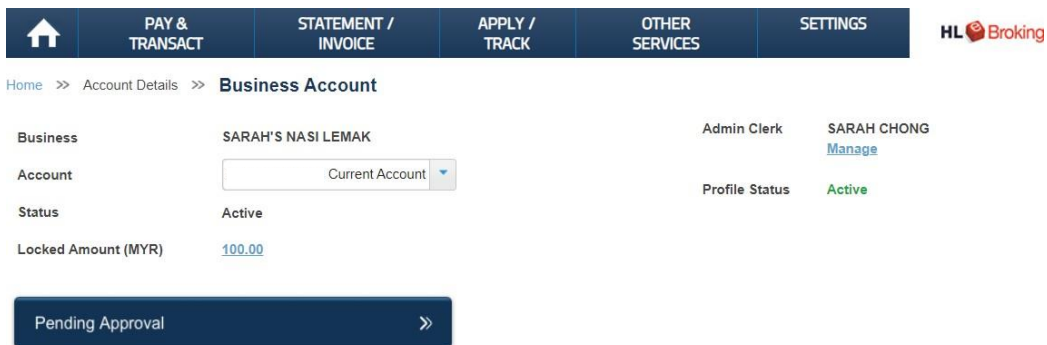 PAY &
TRANSACT
STATEMENT /
INVOICE
APPLY /
TRACK
OTHER
SERVICES
SETTINGS
HL Broking
Home >> Account Details >> Business Account
Business SARAH'S NASI LEMAK
Account Current Account
Status Active
Locked Amount (MYR) 100.00
Admin Clerk SARAH CHONG
Manage
Profile Status Active
Pending Approval >>